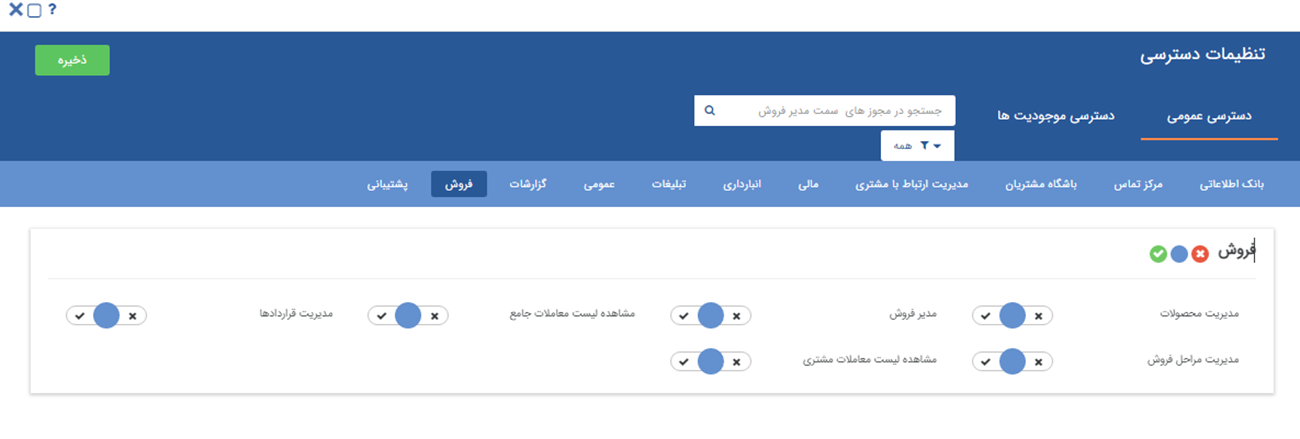 ?
تنظیمات دسترسی
ذخیره
دسترسی عمومی
دسترسی موجودیت ها
جستجو در مجوز های سمت مدیر فروش
همه
بانک اطلاعاتی مرکز تماس باشگاه مشتریان مدیریت ارتباط با مشتری مالی انبارداری تبلیغات عمومی گزارشات فروش پشتیبانی
فروش
مدیریت محصولات مدیر فروش مشاهده لیست معاملات جامع مدیریت قراردادها
مدیریت مراحل فروش مشاهده لیست معاملات مشتری